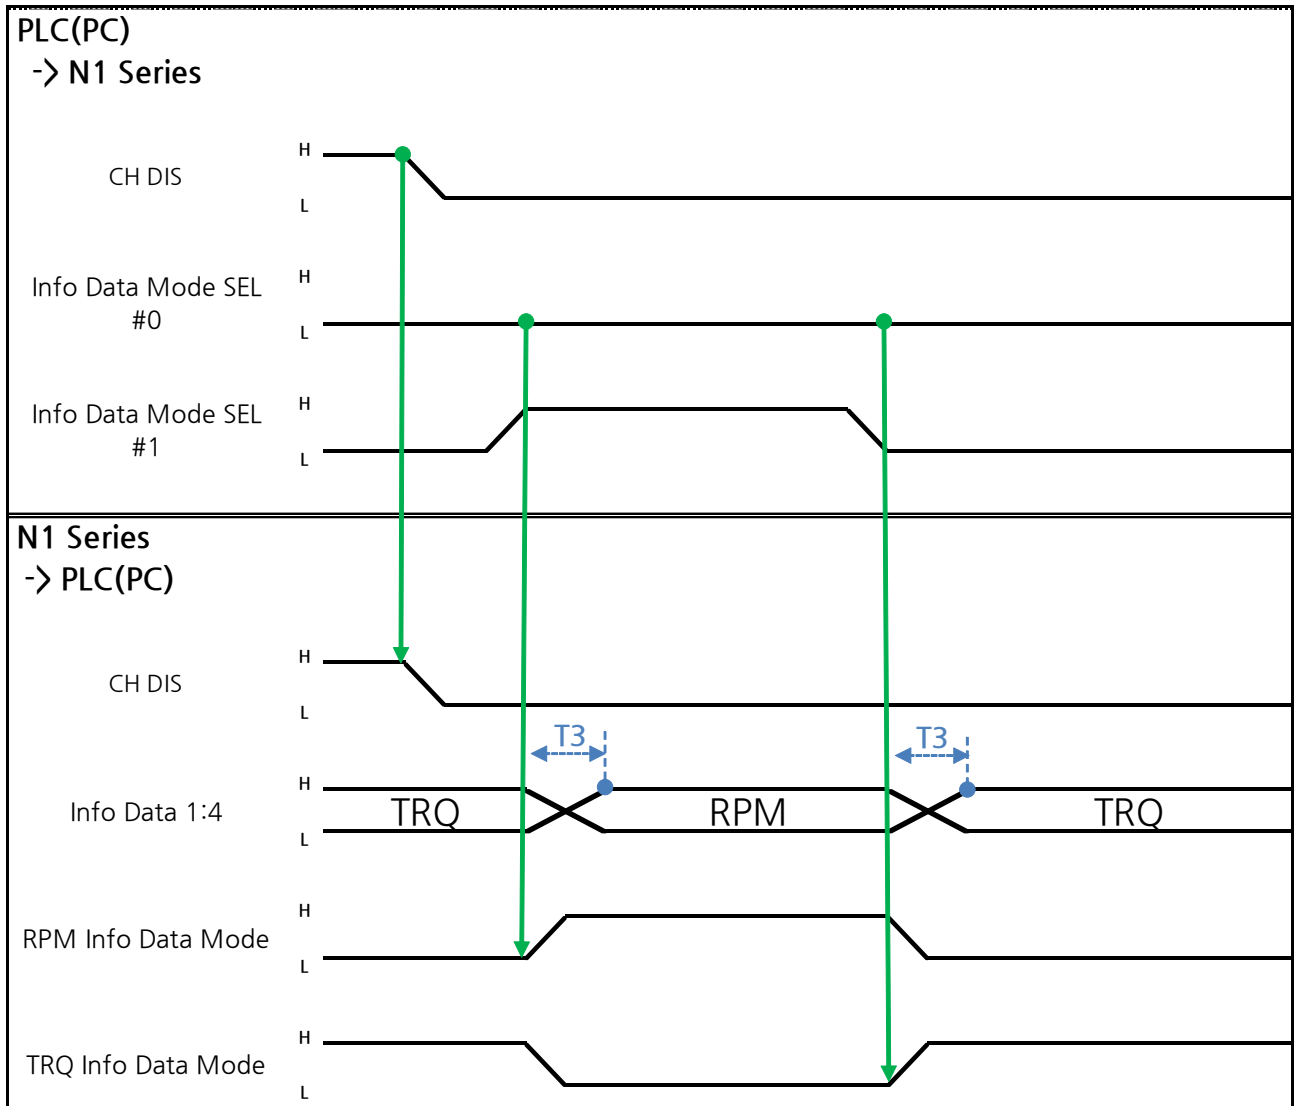 PLC(PC)
-> N1 Series
H
CH DIS
L
H
Info Data Mode SEL
#0
L
H
Info Data Mode SEL
#1
L
N1 Series
-> PLC(PC)
H
CH DIS
L
T3
T3
H
Info Data 1:4
TRQ
RPM
TRQ
L
H
RPM Info Data Mode
L
H
TRQ Info Data Mode
L